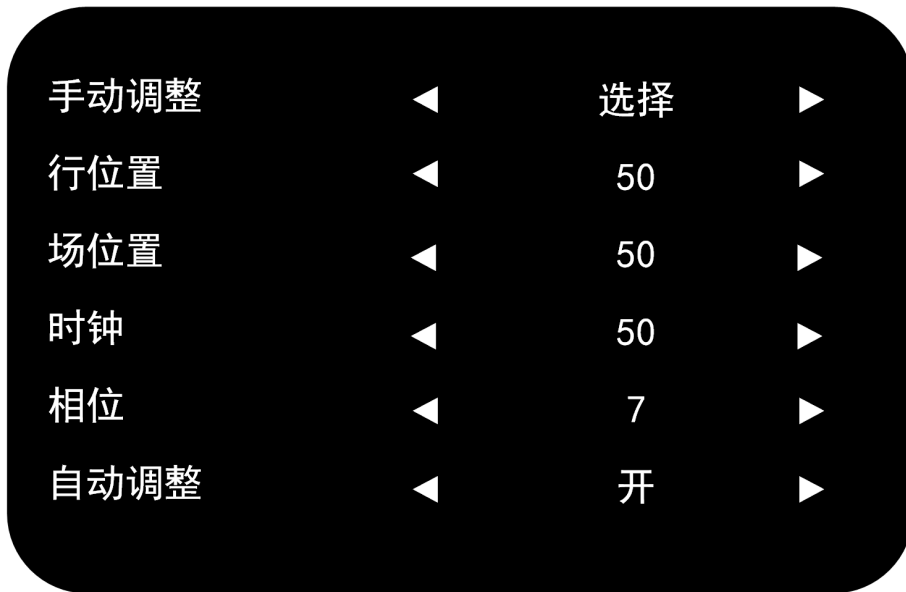 手动调整 ◀ 选择 ▶
行位置 ◀ 50 ▶
场位置 ◀ 50 ▶
时钟 ◀ 50 ▶
相位 ◀ 7 ▶
自动调整 ◀ 开 ▶